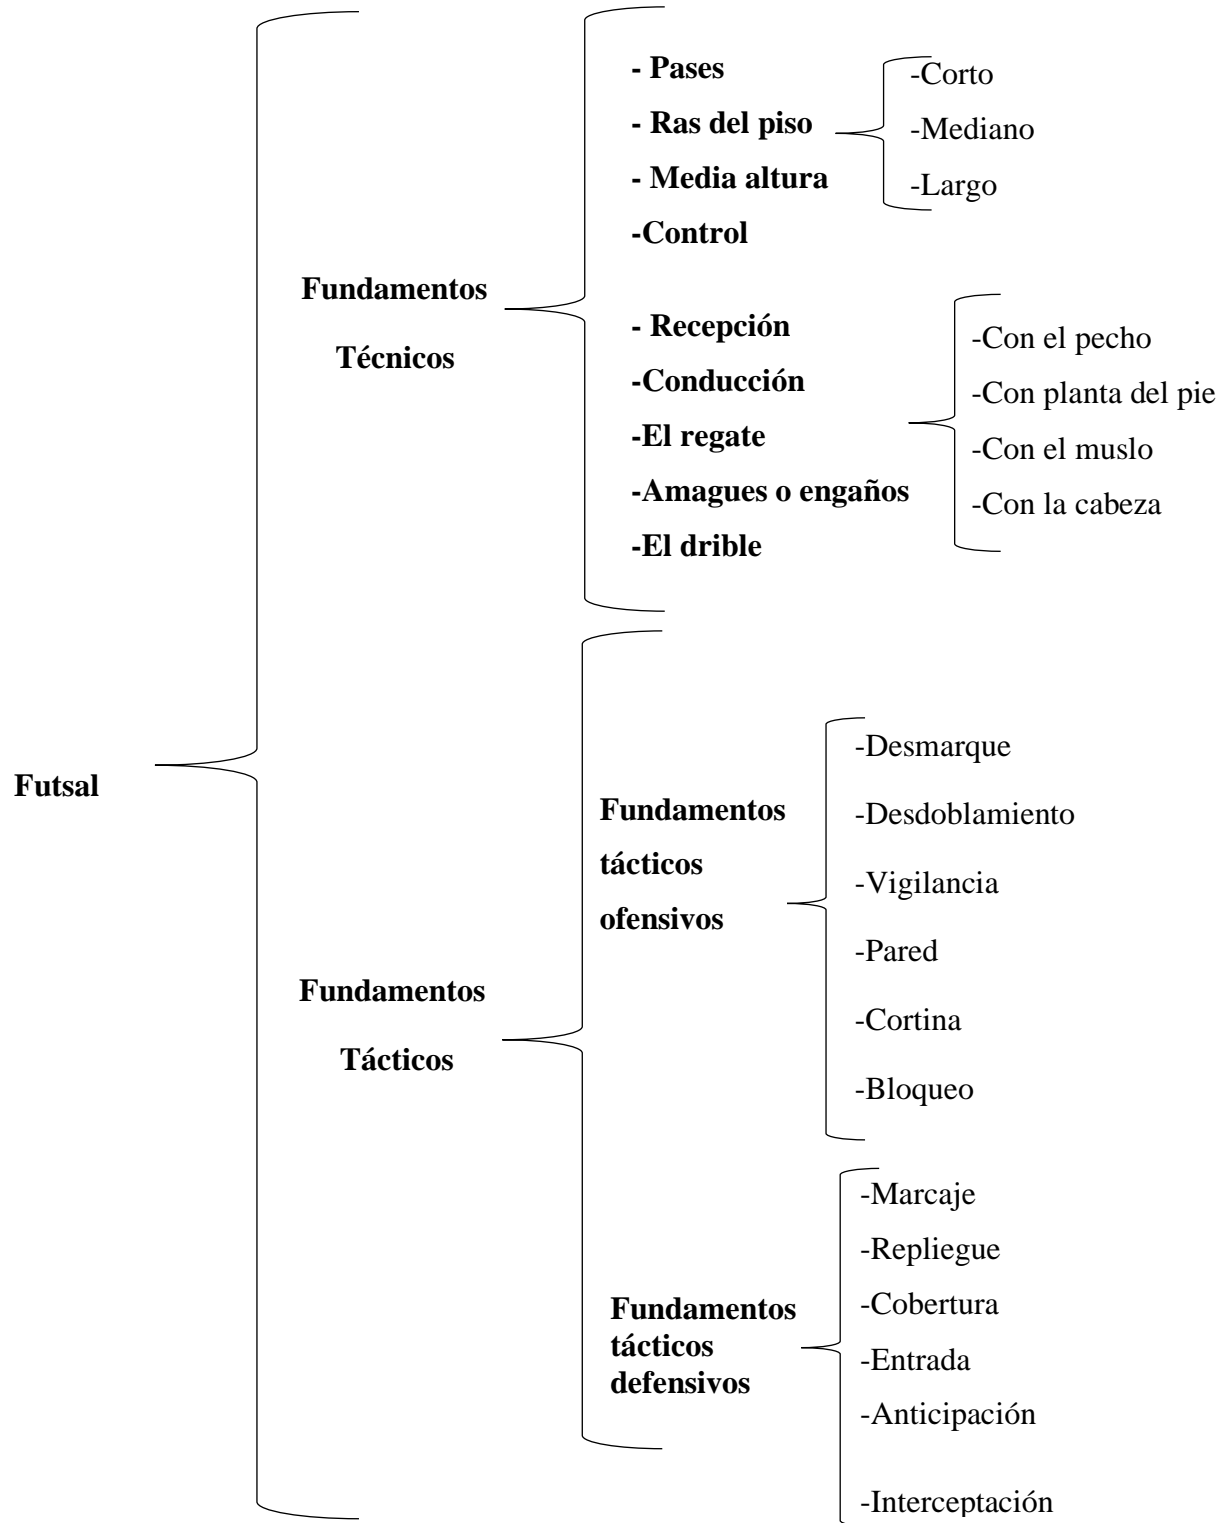 Futsal
Fundamentos
Técnicos
- Pases
- Ras del piso
- Media altura
-Control
-Corto
-Mediano
-Largo
- Recepción
-Conducción
-El regate
-Amagues o engaños
-El drible
-Con el pecho
-Con planta del pie
-Con el muslo
-Con la cabeza
Fundamentos
Tácticos
Fundamentos
tácticos
ofensivos
-Desmarque
-Desdoblamiento
-Vigilancia
-Pared
-Cortina
-Bloqueo
Fundamentos
tácticos
defensivos
-Marcaje
-Repliegue
-Cobertura
-Entrada
-Anticipación
-Interceptación